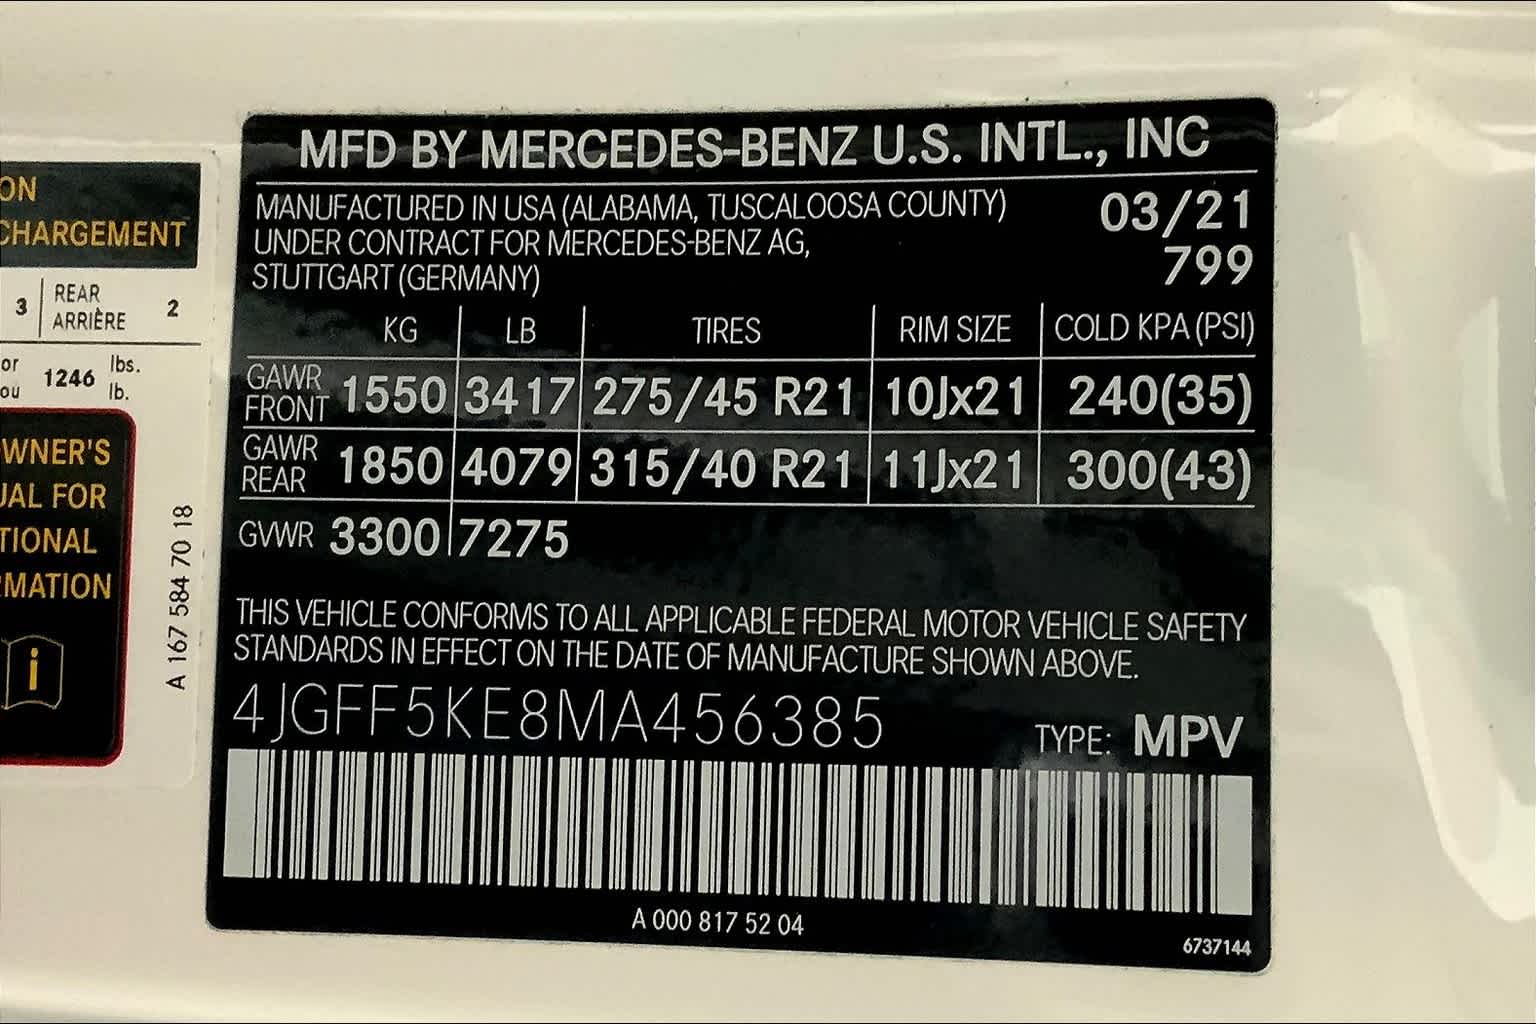 MFD BY MERCEDES-BENZ U.S. INTL., INC
MANUFACTURED IN USA (ALABAMA, TUSCALOOSA COUNTY) 03/21
UNDER CONTRACT FOR MERCEDES-BENZ AG, 799
STUTTGART (GERMANY)
KG LB TIRES RIM SIZE COLD KPA (PSI)
GAWR FRONT 1550 3417 275/45 R21 10Jx21 240(35)
GAWR REAR 1850 4079 315/40 R21 11Jx21 300(43)
GVWR 3300 7275
THIS VEHICLE CONFORMS TO ALL APPLICABLE FEDERAL MOTOR VEHICLE SAFETY
STANDARDS IN EFFECT ON THE DATE OF MANUFACTURE SHOWN ABOVE.
4JGFF5KE8MA456385 TYPE: MPV
A 000 817 52 04
6737144
ON
CHARGEMENT
3 REAR ARRIÈRE 2
or ou 1246 lbs. lb.
WNER'S
UAL FOR
TIONAL
RMATION
i
A 167 584 70 18